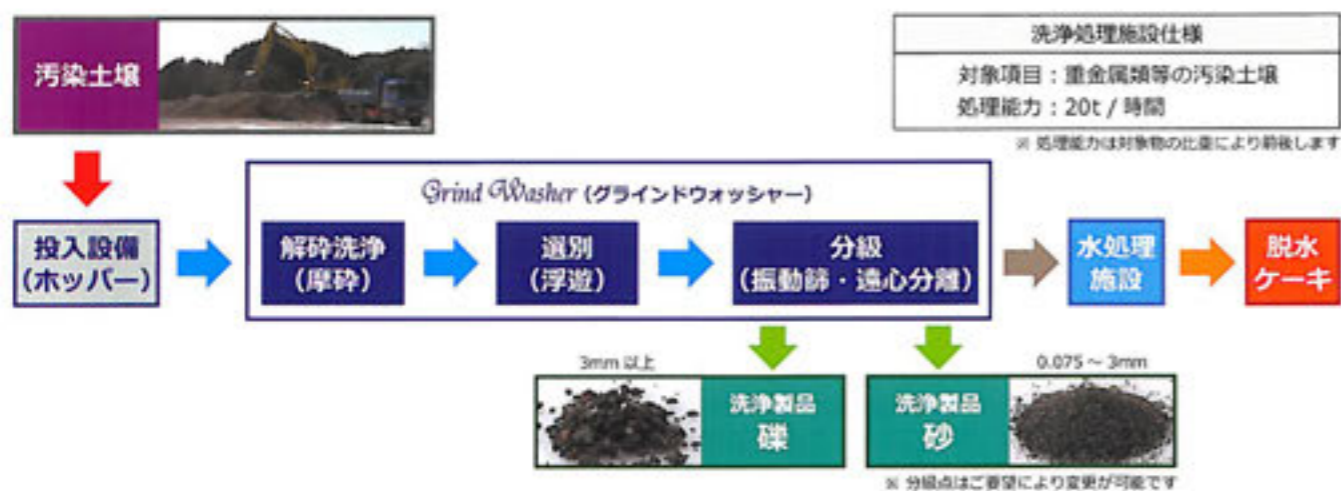 汚染土壌
洗浄処理施設仕様
対象項目：重金属類等の汚染土壌
処理能力：20t / 時間
※ 処理能力は対象物の比重により前後します
Grind Washer (グラインドウォッシャー)
投入設備
(ホッパー)
解砕洗浄
(摩砕)
選別
(浮遊)
分級
(振動篩・遠心分離)
水処理
施設
脱水
ケーキ
3mm 以上
洗浄製品
礫
洗浄製品
砂
0.075 ～ 3mm
※ 分級点はご要望により変更が可能です